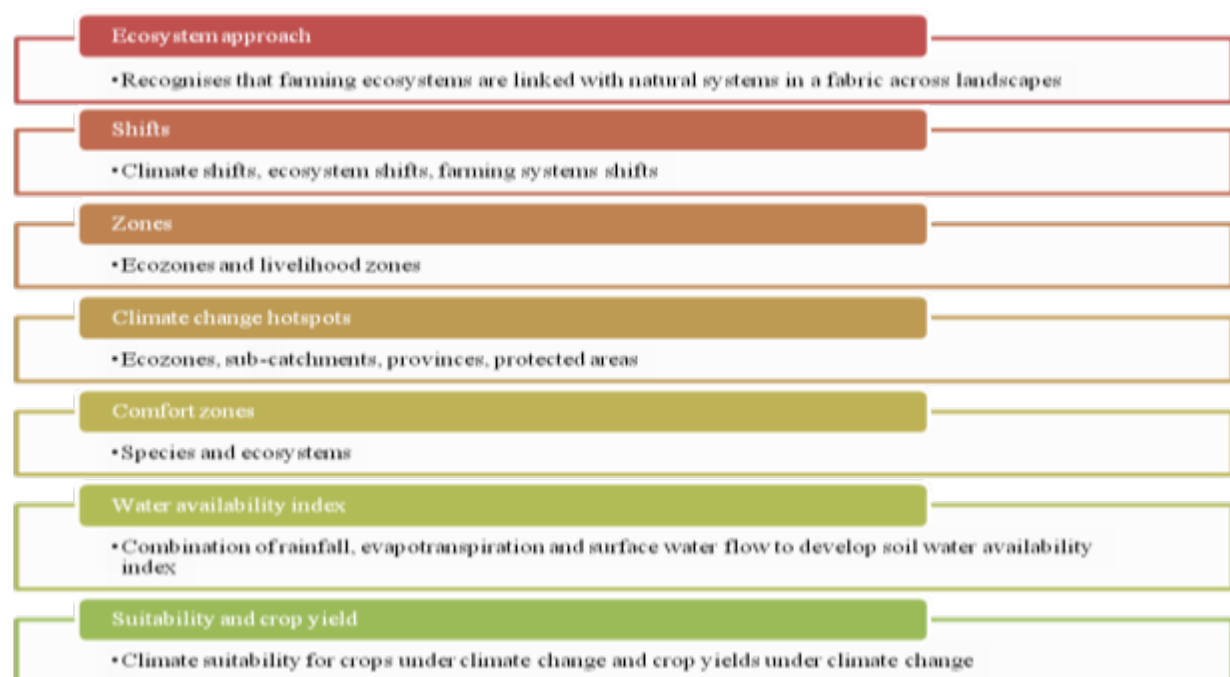 Ecosystem approach
•Recognises that farming ecosystems are linked with natural systems in a fabric across landscapes
Shifts
•Climate shifts, ecosystem shifts, farming systems shifts
Zones
•Ecozones and livelihood zones
Climate change hotspots
•Ecozones, sub-catchments, provinces, protected areas
Comfort zones
•Species and ecosystems
Water availability index
•Combination of rainfall, evapotranspiration and surface water flow to develop soil water availability
index
Suitability and crop yield
•Climate suitability for crops under climate change and crop yields under climate change